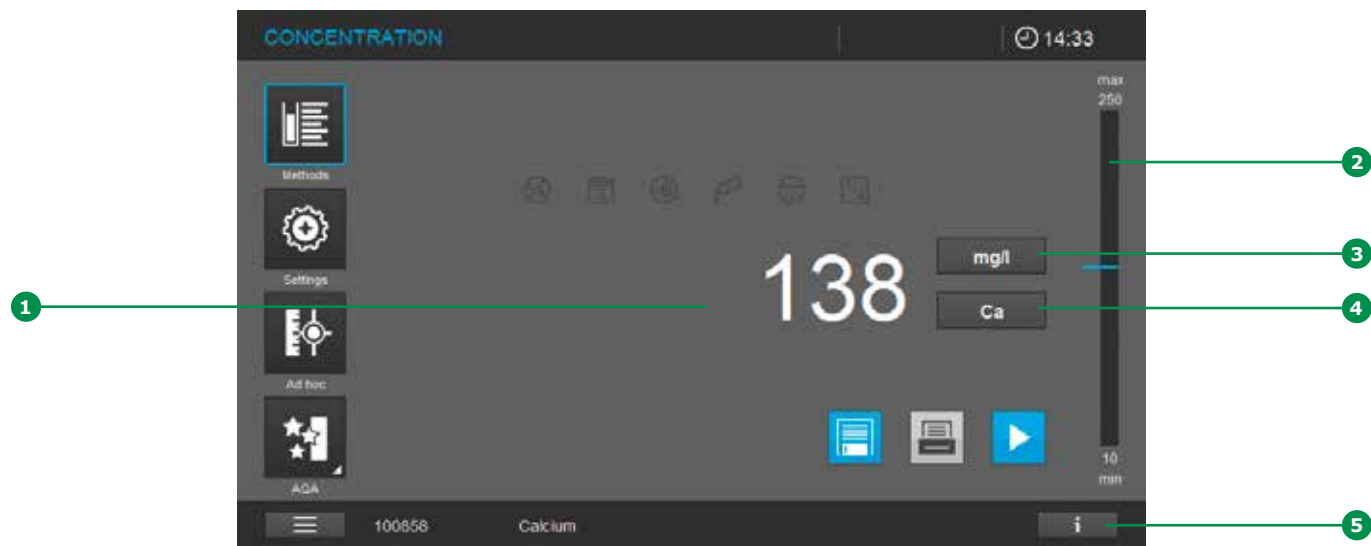 CONCENTRATION
14:33
max
250
Methods
2
Settings
mg/l
3
138
1
Ca
4
Ad hoc
10
min
AQA
100858 Calcium
i
5